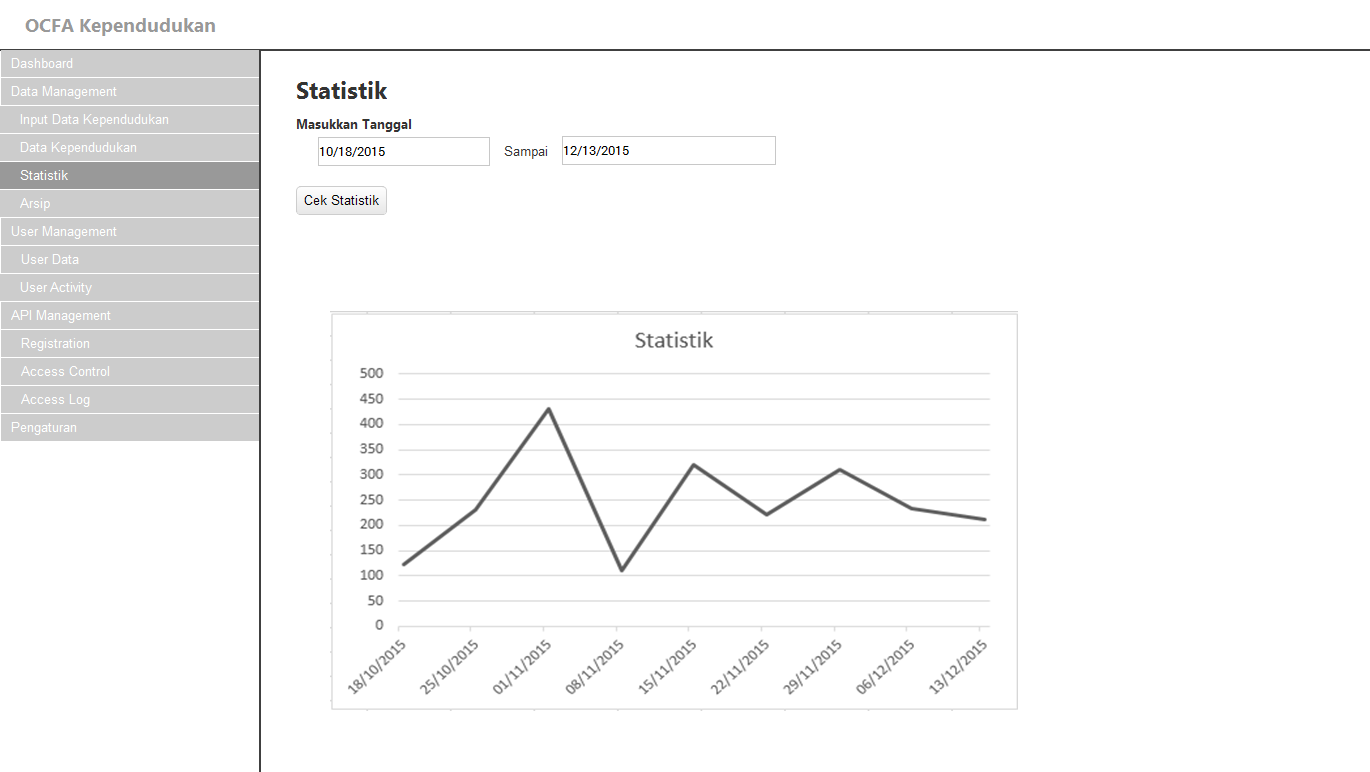 OCFA Kependudukan
Dashboard
Data Management
Input Data Kependudukan
Data Kependudukan
Statistik
Arsip
User Management
User Data
User Activity
API Management
Registration
Access Control
Access Log
Pengaturan
Statistik
Masukkan Tanggal
10/18/2015 Sampai 12/13/2015
Cek Statistik
Statistik
500
450
400
350
300
250
200
150
100
50
0
18/10/2015 25/10/2015 01/11/2015 08/11/2015 15/11/2015 22/11/2015 29/11/2015 06/12/2015 13/12/2015